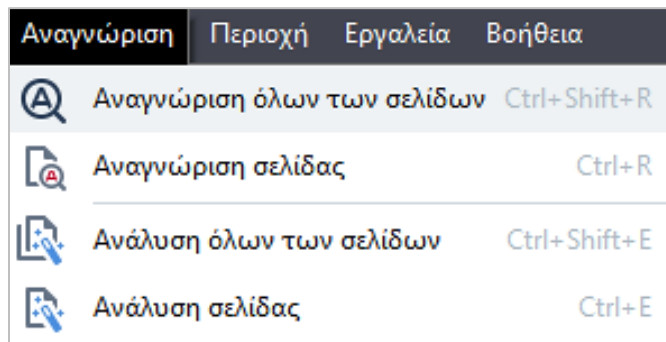 Αναγνώριση Περιοχή Εργαλεία Βοήθεια
Αναγνώριση όλων των σελίδων Ctrl+Shift+R
Αναγνώριση σελίδας Ctrl+R
Ανάλυση όλων των σελίδων Ctrl+Shift+E
Ανάλυση σελίδας Ctrl+E